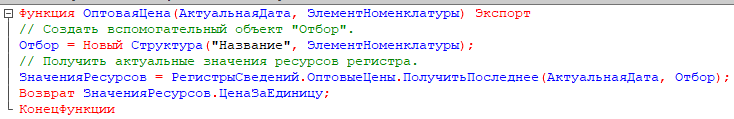 Функция ОптоваяЦена(АктуальнаяДата, ЭлементНоменклатуры) Экспорт
// Создать вспомогательный объект "Отбор".
Отбор = Новый Структура("Название", ЭлементНоменклатуры);
// Получить актуальные значения ресурсов регистра.
ЗначенияРесурсов = РегистрыСведений.ОптовыеЦены.ПолучитьПоследнее(АктуальнаяДата, Отбор);
Возврат ЗначенияРесурсов.ЦенаЗаЕдиницу;
КонецФункции